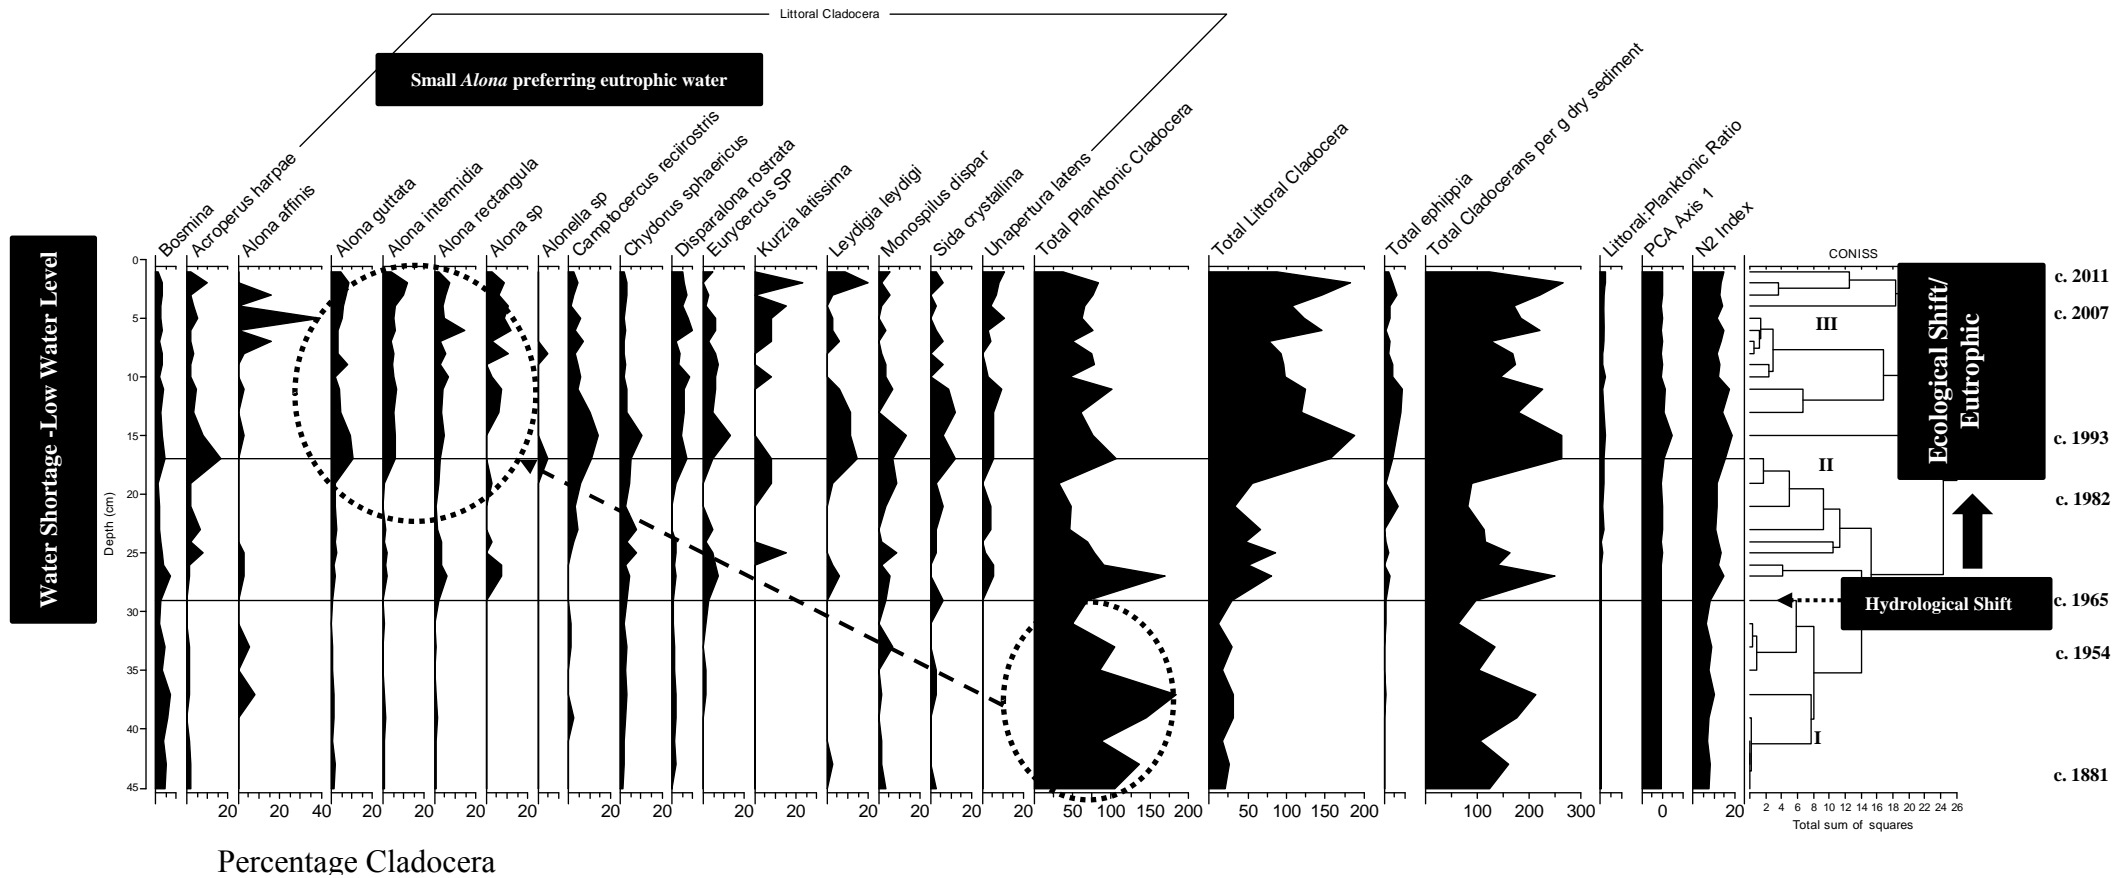 Littoral Cladocera
Small Alona preferring eutrophic water
Water Shortage -Low Water Level
Depth (cm)
Bosmina
Acroperus harpae
Alona affinis
Alona guttata
Alona intermidia
Alona rectangula
Alona sp
Alonella sp
Camptocercus reciirostris
Chydorus sphaericus
Disparalona rostrata
Eurycercus SP
Kurzia latissima
Leydigia leydigi
Monospilus dispar
Sida crystallina
Unapertura latens
Total Planktonic Cladocera
Total Littoral Cladocera
Total ephippia
Total Cladocerans per g dry sediment
Littoral:Planktonic Ratio
PCA Axis 1
N2 Index
CONISS
0
5
10
15
20
25
30
35
40
45
III
II
I
Ecological Shift/
Eutrophic
Hydrological Shift
c. 2011
c. 2007
c. 1993
c. 1982
c. 1965
c. 1954
c. 1881
20 20 40 20 20 20 20 20 20 20 20 20 20 20 50 100 150 200 50 100 150 200 100 200 300 0 20
2 4 6 8 10 12 14 16 18 20 22 24 26
Total sum of squares
Percentage Cladocera